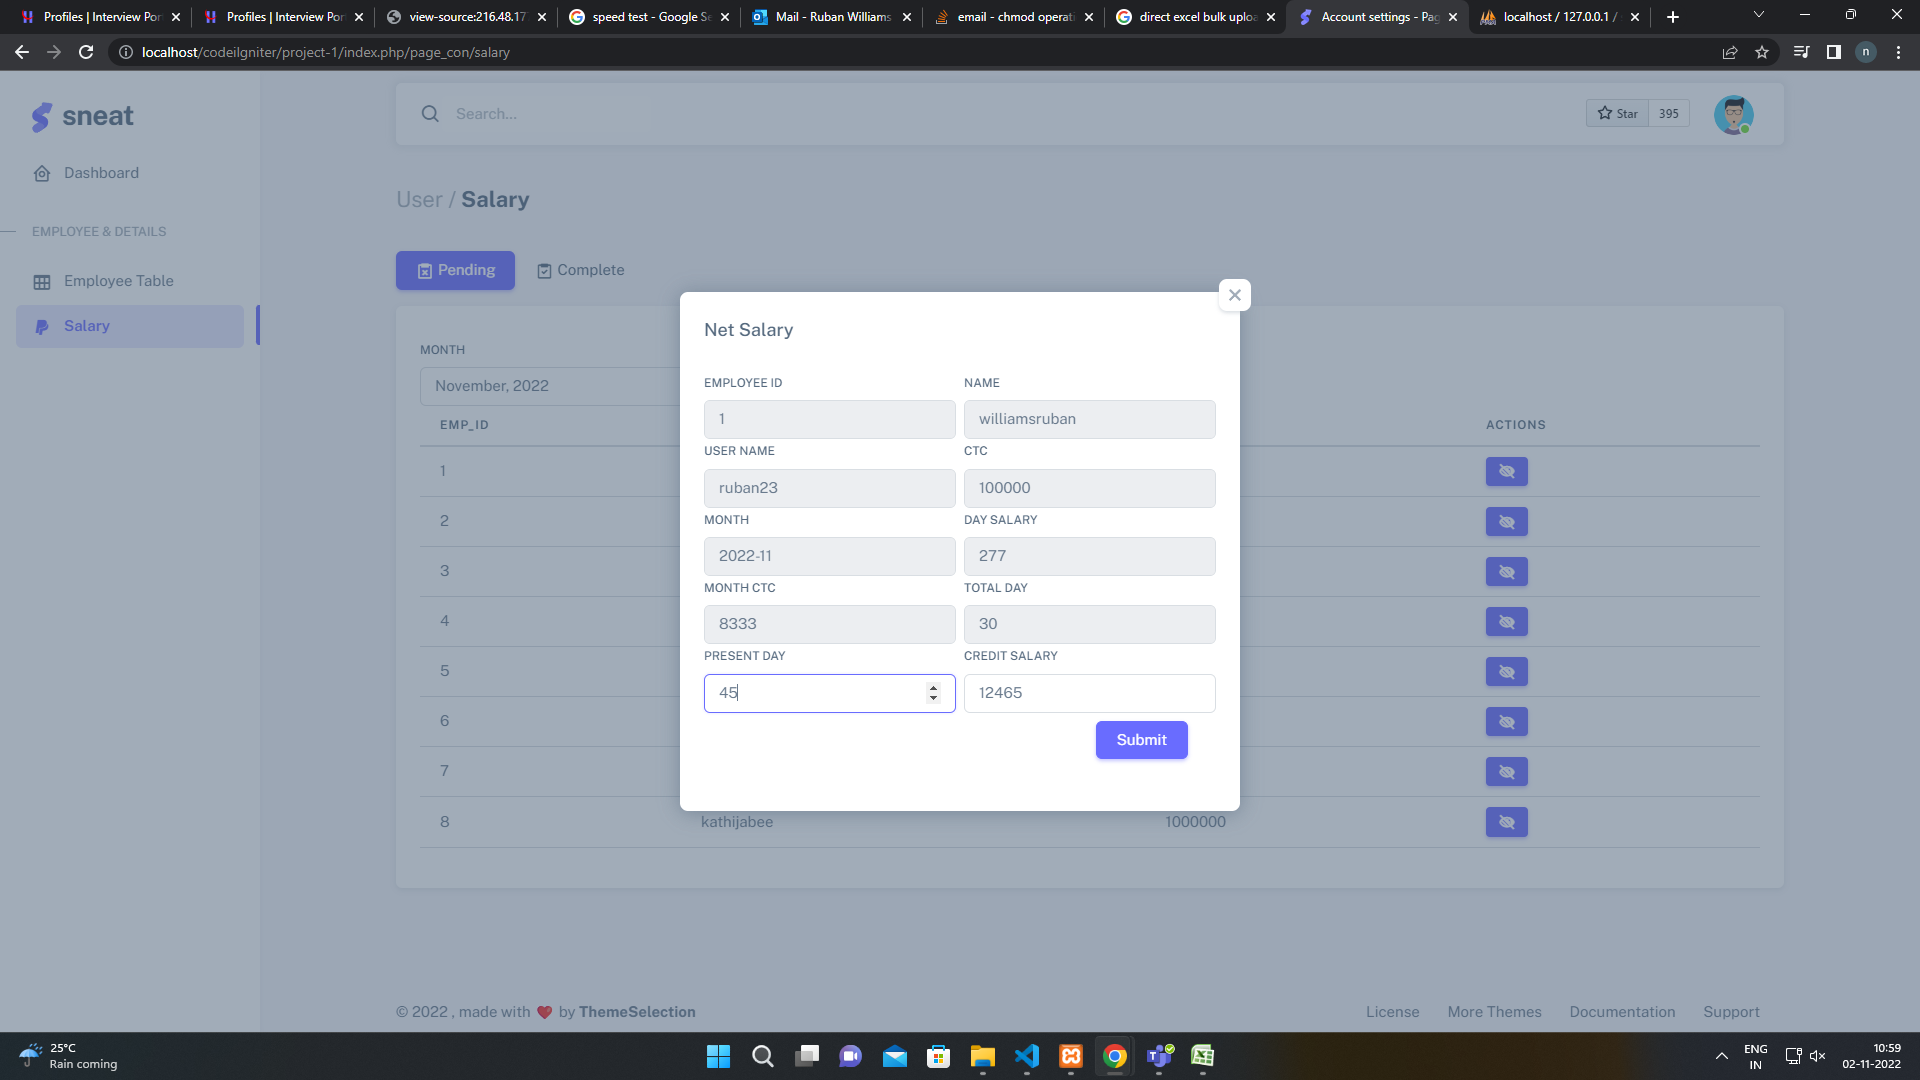 Profiles | Interview Por
Profiles | Interview Por
view-source:216.48.17
speed test - Google Se
Mail - Ruban Williams
email - chmod operati
direct excel bulk uploa
Account settings - Pag
localhost / 127.0.0.1 /
localhost/codeilgniter/project-1/index.php/page_con/salary
n
sneat
Search...
Star
395
Dashboard
User / Salary
EMPLOYEE & DETAILS
Employee Table
Salary
Pending
Complete
MONTH
November, 2022
EMP_ID
ACTIONS
1
2
3
4
5
6
7
8
kathijabee
1000000
Net Salary
EMPLOYEE ID
NAME
1
williamsruban
USER NAME
CTC
ruban23
100000
MONTH
DAY SALARY
2022-11
277
MONTH CTC
TOTAL DAY
8333
30
PRESENT DAY
CREDIT SALARY
45
12465
Submit
© 2022 , made with ❤️ by ThemeSelection
License
More Themes
Documentation
Support
25°C
Rain coming
ENG
IN
10:59
02-11-2022